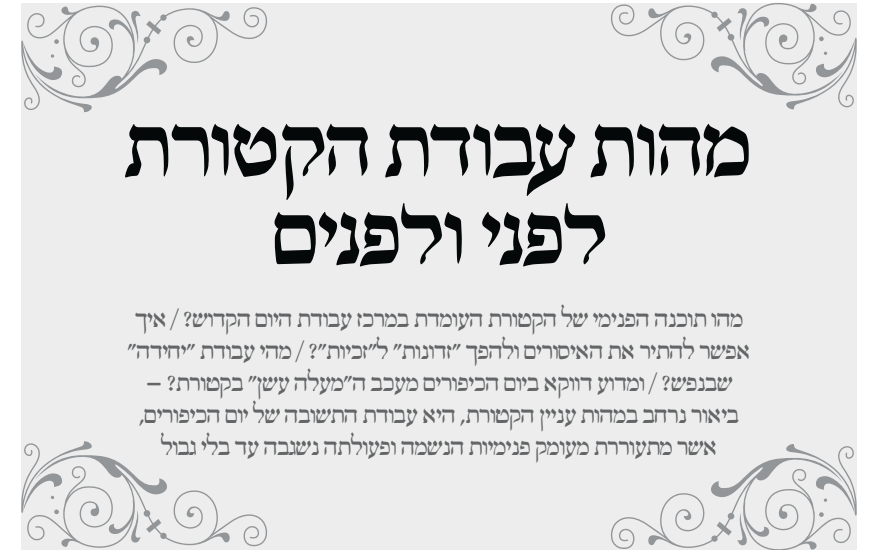 מהות עבודת הקטורת
לפני ולפנים
מהו תוכנה הפנימי של הקטורת העומדת במרכז עבודת היום הקדוש? / איך
אפשר להתיר את האיסורים ולהפך "זדונות" ל"זכיות"? / מהי עבודת "יחידה"
שבנפש? / ומדוע דווקא ביום הכיפורים מעכב ה"מעלה עשן" בקטורת? –
ביאור נרחב במהות עניין הקטורת, היא עבודת התשובה של יום הכיפורים,
אשר מתעוררת מעומק פנימיות הנשמה ופעולתה נשגבה עד בלי גבול